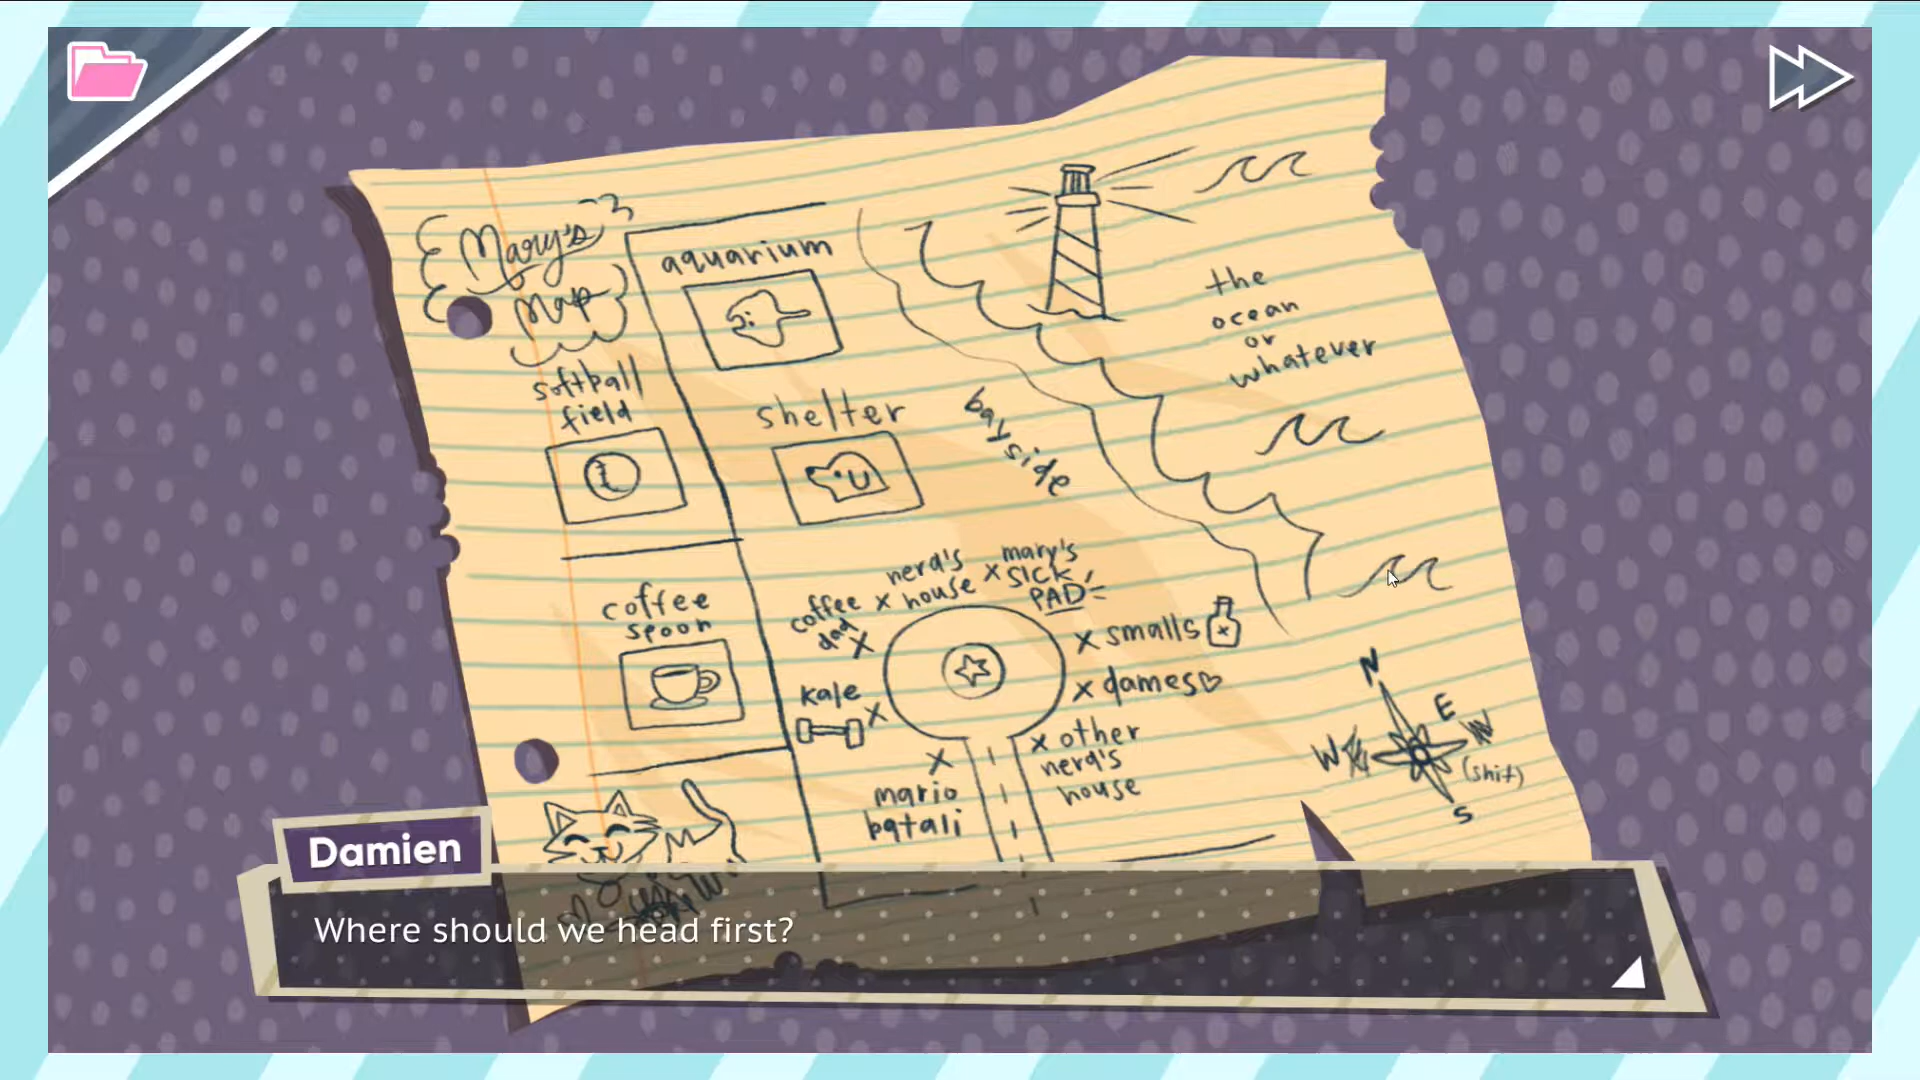 Mary's
Map
aquarium
softball
field
shelter
bayside
the
ocean
or
whatever
coffee
spoon
coffee
dad x
x nerd's
house
x mary's
SICK
PAD
x smalls
x
x dames
kale
x
x
mario
batali
x other
nerd's
house
N
E
W
(shit)
S
Damien
Where should we head first?